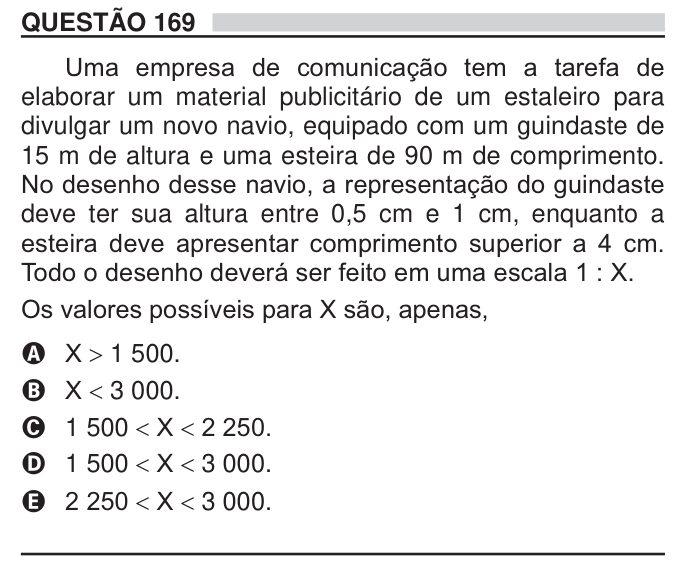 QUESTÃO 169
Uma empresa de comunicação tem a tarefa de
elaborar um material publicitário de um estaleiro para
divulgar um novo navio, equipado com um guindaste de
15 m de altura e uma esteira de 90 m de comprimento.
No desenho desse navio, a representação do guindaste
deve ter sua altura entre 0,5 cm e 1 cm, enquanto a
esteira deve apresentar comprimento superior a 4 cm.
Todo o desenho deverá ser feito em uma escala 1 : X.
Os valores possíveis para X são, apenas,
A X > 1 500.
B X < 3 000.
C 1 500 < X < 2 250.
D 1 500 < X < 3 000.
E 2 250 < X < 3 000.